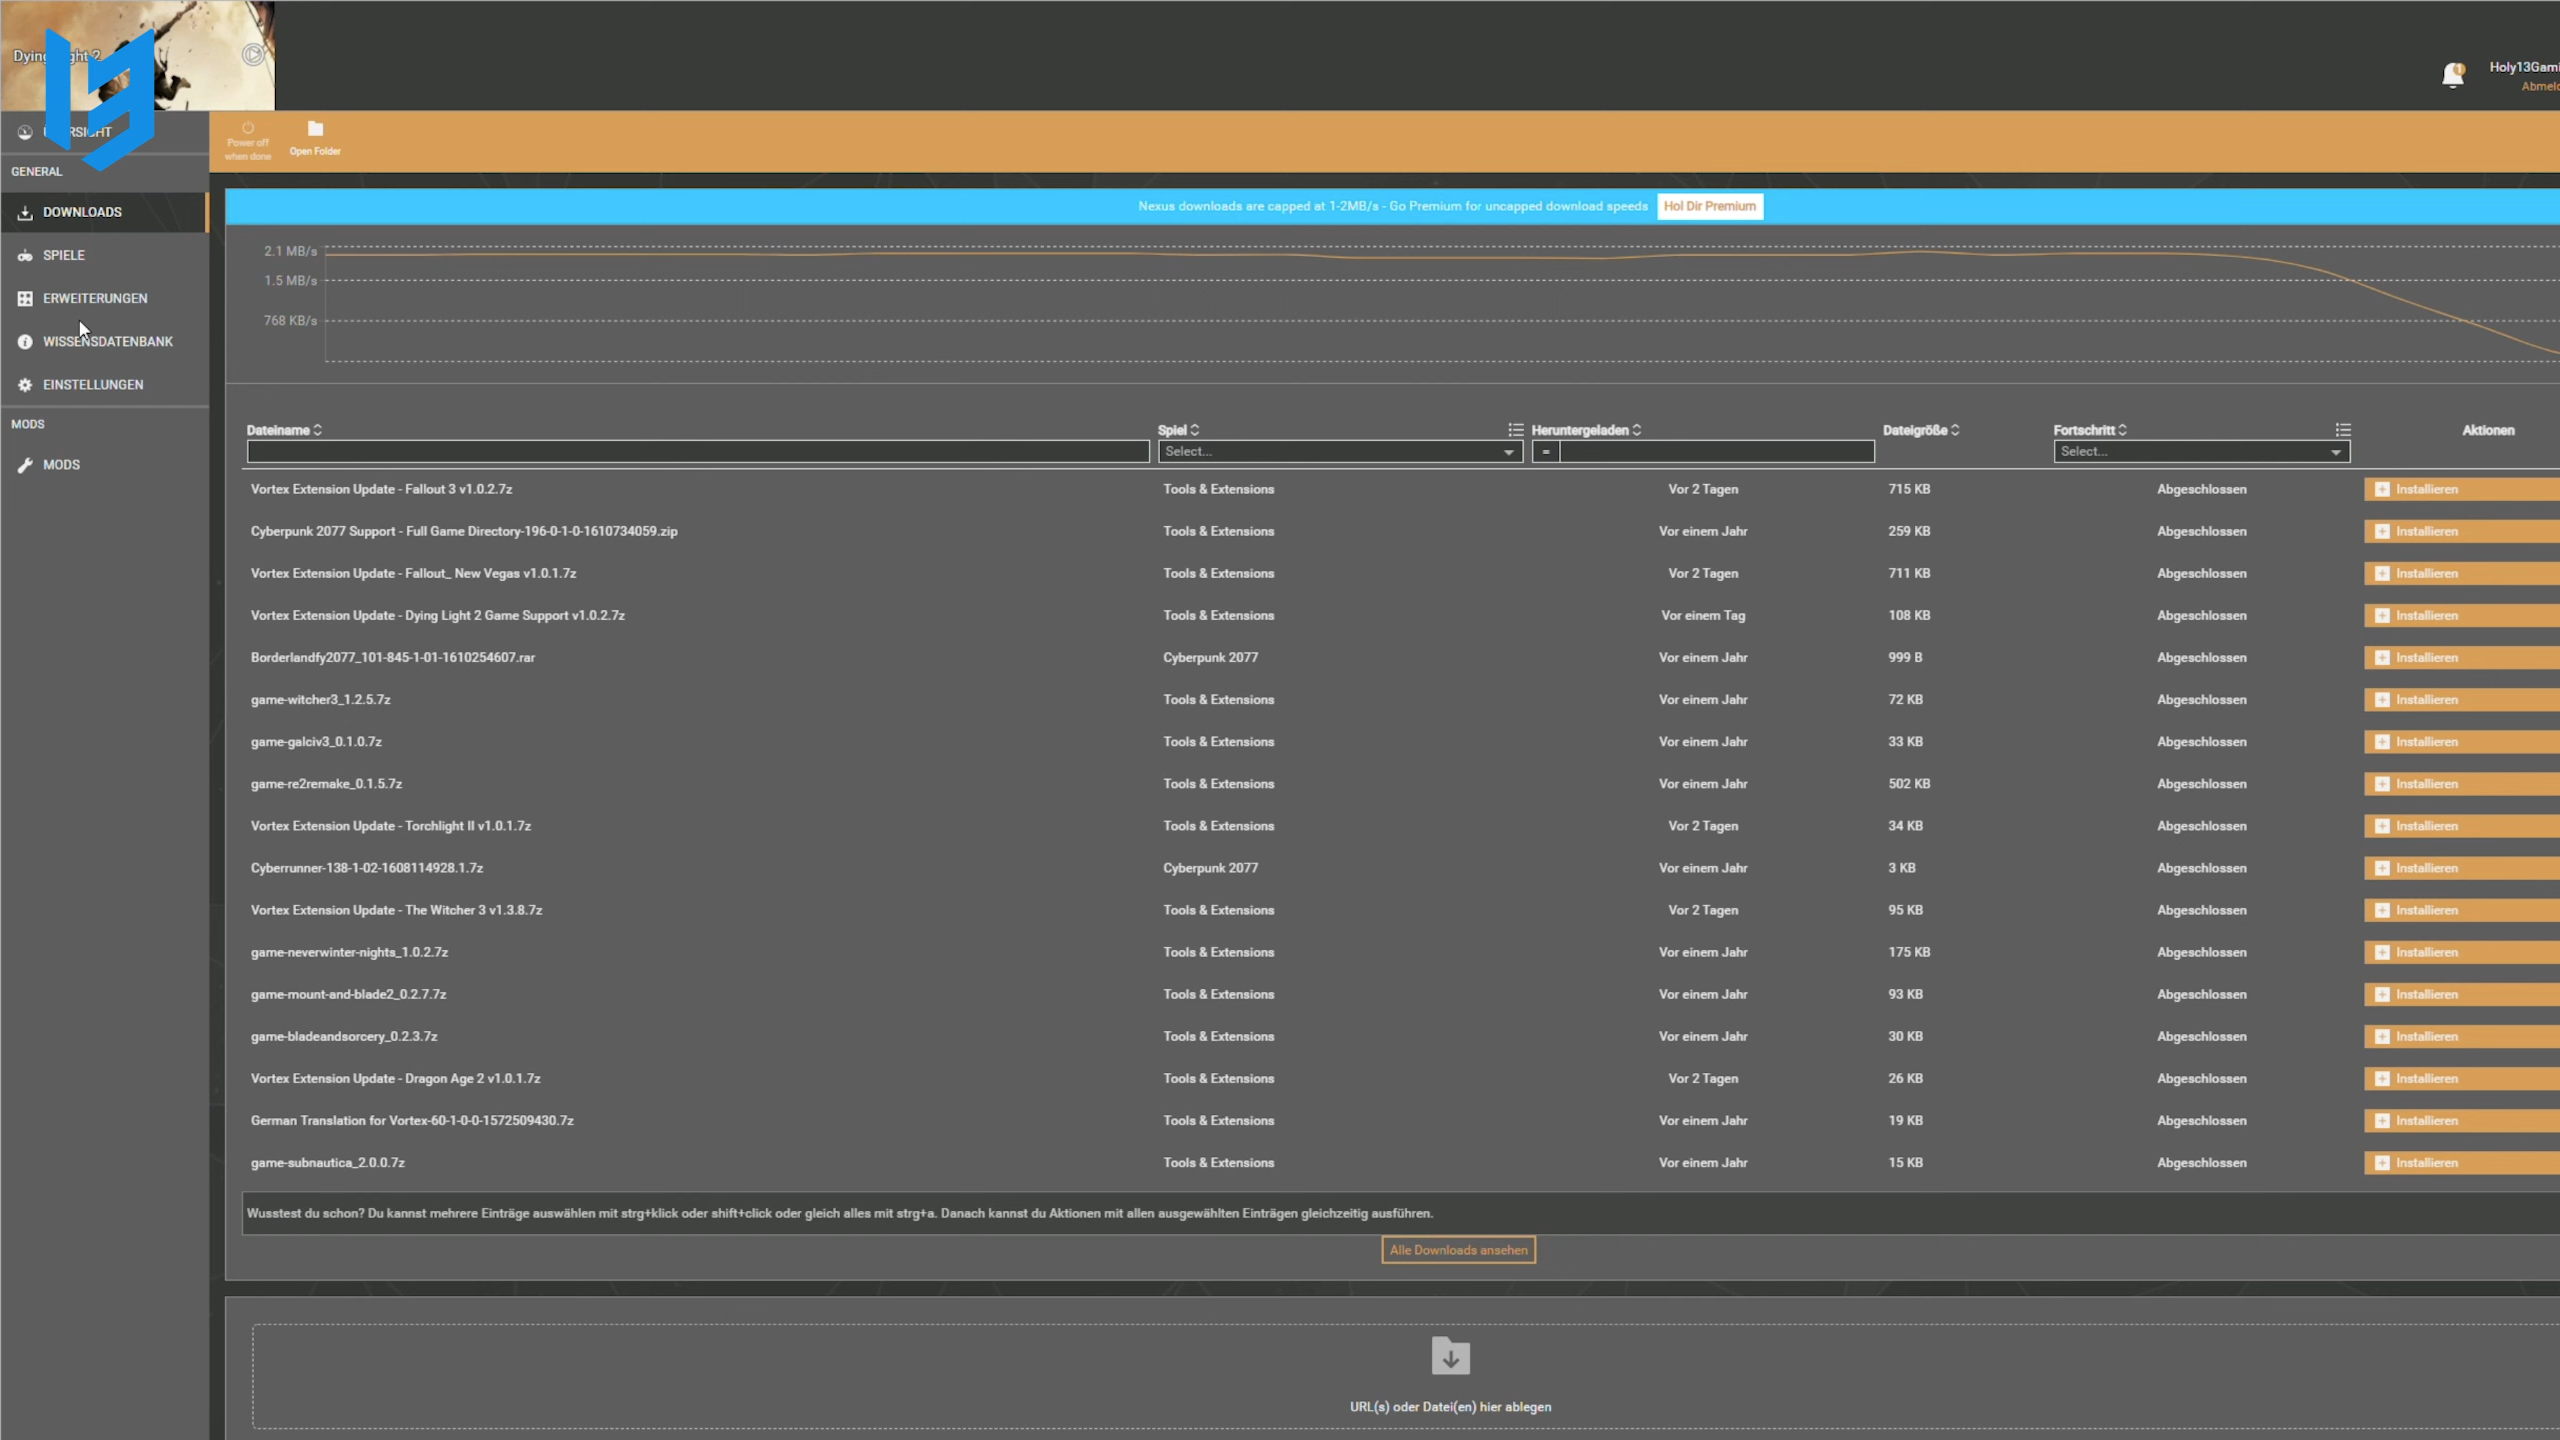 Holy13Gami
Abmeld
GENERAL
DOWNLOADS
SPIELE
ERWEITERUNGEN
WISSENSDATENBANK
EINSTELLUNGEN
MODS
MODS
Power off
when done
Open Folder
Nexus downloads are capped at 1-2MB/s - Go Premium for uncapped download speeds Hol Dir Premium
2.1 MB/s
1.5 MB/s
768 KB/s
Dateiname Spiel Heruntergeladen Dateigröße Fortschritt Aktionen
Select... = Select...
Vortex Extension Update - Fallout 3 v1.0.2.7z Tools & Extensions Vor 2 Tagen 715 KB Abgeschlossen Installieren
Cyberpunk 2077 Support - Full Game Directory-196-0-1-0-1610734059.zip Tools & Extensions Vor einem Jahr 259 KB Abgeschlossen Installieren
Vortex Extension Update - Fallout_ New Vegas v1.0.1.7z Tools & Extensions Vor 2 Tagen 711 KB Abgeschlossen Installieren
Vortex Extension Update - Dying Light 2 Game Support v1.0.2.7z Tools & Extensions Vor einem Tag 108 KB Abgeschlossen Installieren
Borderlandfy2077_101-845-1-01-1610254607.rar Cyberpunk 2077 Vor einem Jahr 999 B Abgeschlossen Installieren
game-witcher3_1.2.5.7z Tools & Extensions Vor einem Jahr 72 KB Abgeschlossen Installieren
game-galciv3_0.1.0.7z Tools & Extensions Vor einem Jahr 33 KB Abgeschlossen Installieren
game-re2remake_0.1.5.7z Tools & Extensions Vor einem Jahr 502 KB Abgeschlossen Installieren
Vortex Extension Update - Torchlight II v1.0.1.7z Tools & Extensions Vor 2 Tagen 34 KB Abgeschlossen Installieren
Cyberrunner-138-1-02-1608114928.1.7z Cyberpunk 2077 Vor einem Jahr 3 KB Abgeschlossen Installieren
Vortex Extension Update - The Witcher 3 v1.3.8.7z Tools & Extensions Vor 2 Tagen 95 KB Abgeschlossen Installieren
game-neverwinter-nights_1.0.2.7z Tools & Extensions Vor einem Jahr 175 KB Abgeschlossen Installieren
game-mount-and-blade2_0.2.7.7z Tools & Extensions Vor einem Jahr 93 KB Abgeschlossen Installieren
game-bladeandsorcery_0.2.3.7z Tools & Extensions Vor einem Jahr 30 KB Abgeschlossen Installieren
Vortex Extension Update - Dragon Age 2 v1.0.1.7z Tools & Extensions Vor 2 Tagen 26 KB Abgeschlossen Installieren
German Translation for Vortex-60-1-0-0-1572509430.7z Tools & Extensions Vor einem Jahr 19 KB Abgeschlossen Installieren
game-subnautica_2.0.0.7z Tools & Extensions Vor einem Jahr 15 KB Abgeschlossen Installieren
Wusstest du schon? Du kannst mehrere Einträge auswählen mit strg+klick oder shift+click oder gleich alles mit strg+a. Danach kannst du Aktionen mit allen ausgewählten Einträgen gleichzeitig ausführen.
Alle Downloads ansehen
URL(s) oder Datei(en) hier ablegen